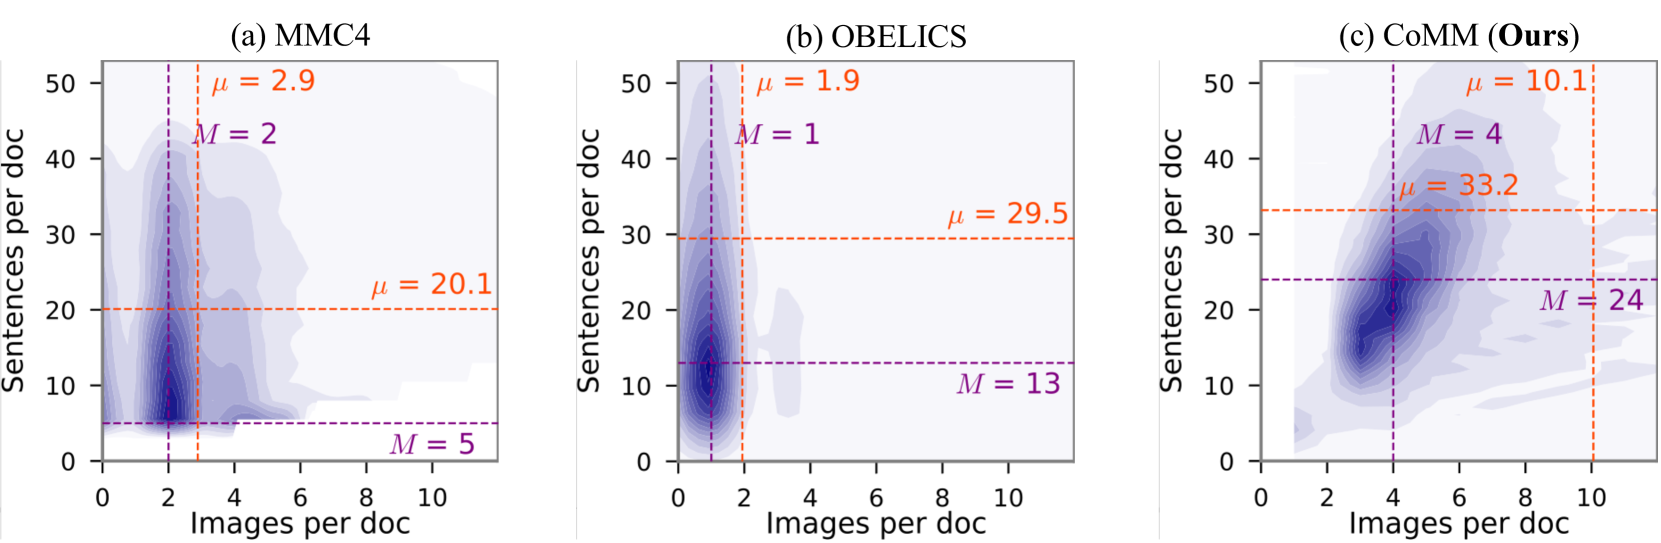 (a) MMC4
Sentences per doc
50
40
30
20
10
0
μ = 2.9
M = 2
μ = 20.1
M = 5
0 2 4 6 8 10
Images per doc
(b) OBELICS
Sentences per doc
50
40
30
20
10
0
μ = 1.9
M = 1
μ = 29.5
M = 13
0 2 4 6 8 10
Images per doc
(c) CoMM (Ours)
Sentences per doc
50
40
30
20
10
0
μ = 10.1
M = 4
μ = 33.2
M = 24
0 2 4 6 8 10
Images per doc